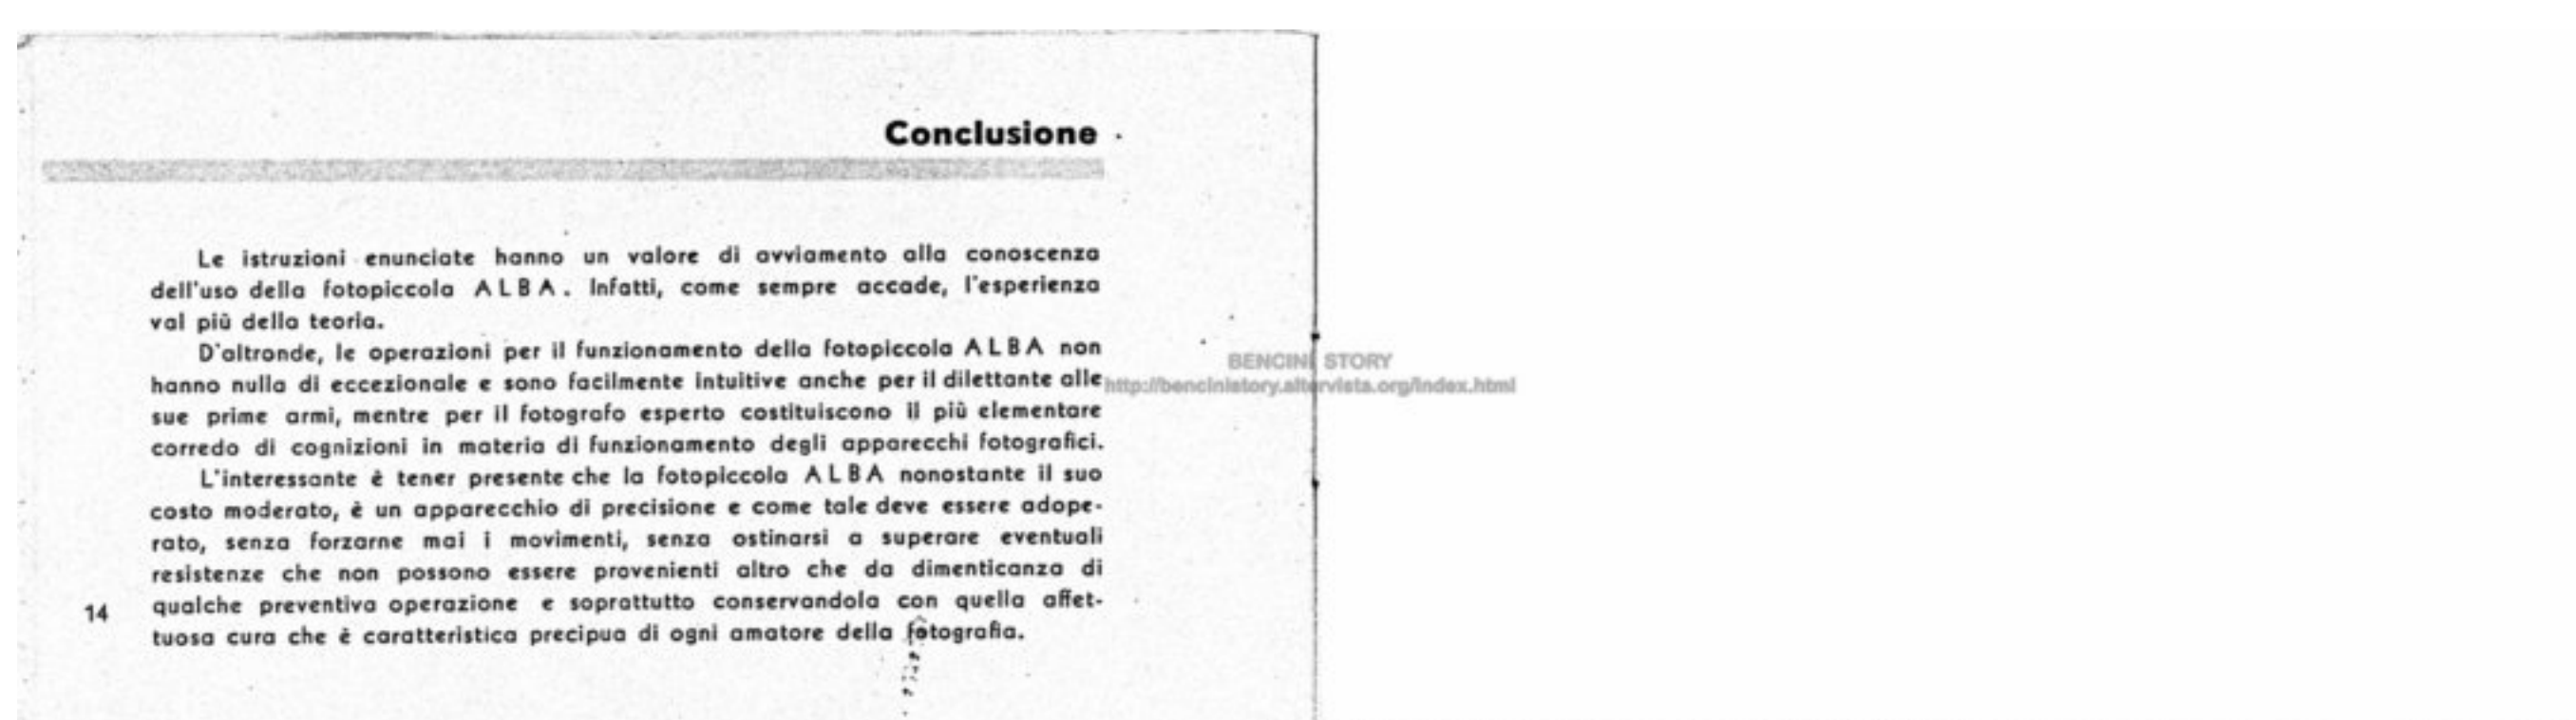 Conclusione
Le istruzioni enunciate hanno un valore di avviamento alla conoscenza
dell'uso della fotopiccola ALBA. Infatti, come sempre accade, l'esperienza
val più della teoria.
D'altronde, le operazioni per il funzionamento della fotopiccola ALBA non
hanno nulla di eccezionale e sono facilmente intuitive anche per il dilettante alle
sue prime armi, mentre per il fotografo esperto costituiscono il più elementare
corredo di cognizioni in materia di funzionamento degli apparecchi fotografici.
L'interessante è tener presente che la fotopiccola ALBA nonostante il suo
costo moderato, è un apparecchio di precisione e come tale deve essere adope-
rato, senza forzarne mai i movimenti, senza ostinarsi a superare eventuali
resistenze che non possono essere provenienti altro che da dimenticanza di
qualche preventiva operazione e soprattutto conservandola con quella affet-
tuosa cura che è caratteristica precipua di ogni amatore della fotografia.
14
BENCINI STORY
http://bencinistory.altervista.org/index.html